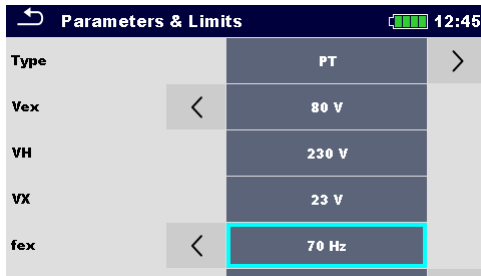 Parameters & Limits 12:45
Type PT
Vex 80 V
VH 230 V
VX 23 V
fex 70 Hz